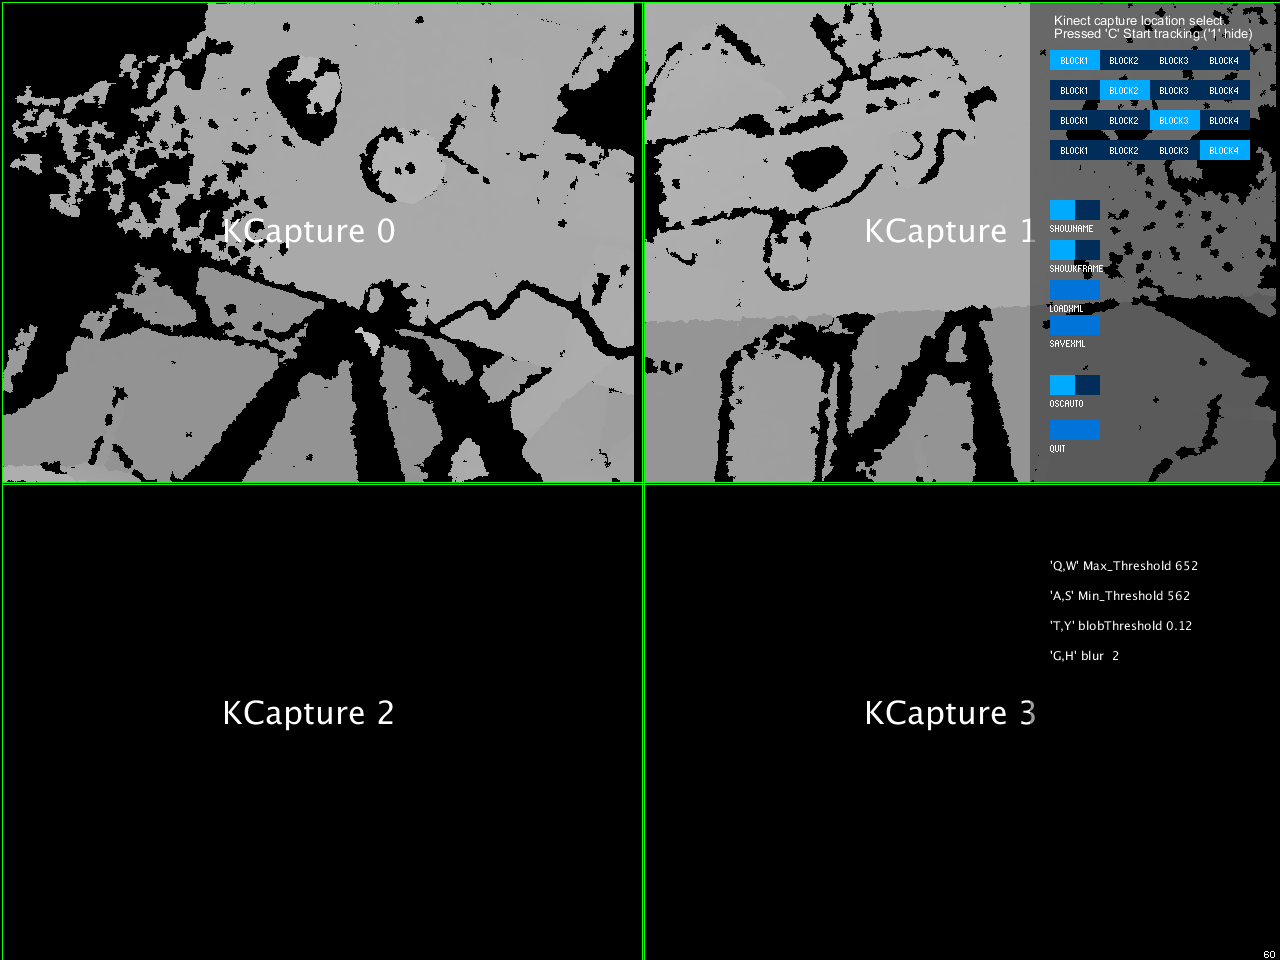 KCapture 0
KCapture 1
Kinect capture location select.
Pressed 'C' Start tracking.('1' hide)
BLOCK1 BLOCK2 BLOCK3 BLOCK4
BLOCK1 BLOCK2 BLOCK3 BLOCK4
BLOCK1 BLOCK2 BLOCK3 BLOCK4
BLOCK1 BLOCK2 BLOCK3 BLOCK4
SHOWNAME
SHOWKFRAME
LOADXML
SAVEXML
OSCAUTO
QUIT
KCapture 2
KCapture 3
'Q,W' Max_Threshold 652
'A,S' Min_Threshold 562
'T,Y' blobThreshold 0.12
'G,H' blur  2
60